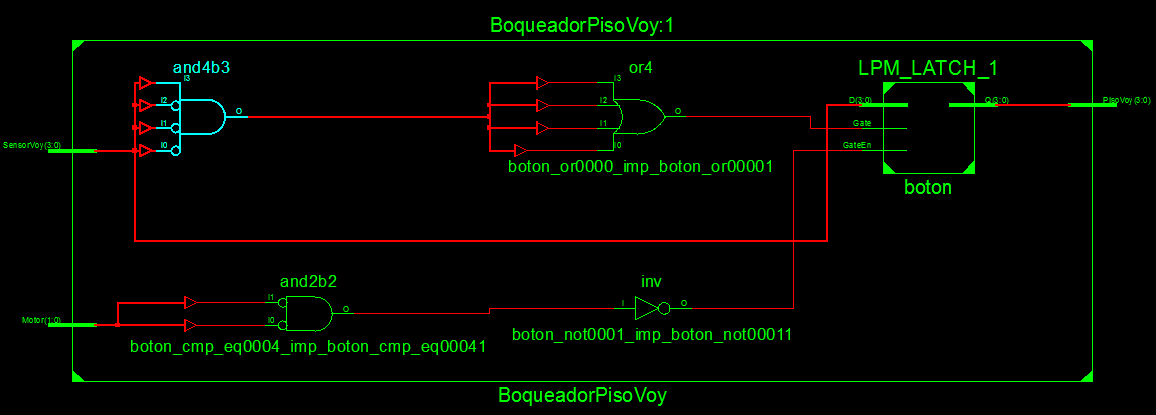 BoqueadorPisoVoy:1
and4b3
or4
LPM_LATCH_1
I3
I2
I1
I0
O
I3
I2
I1
I0
O
D(3:0)
Q(3:0)
PisoVoy(3:0)
Gate
GateEn
SensorVoy(3:0)
boton_or0000_imp_boton_or00001
boton
and2b2
inv
I1
I0
O
I
O
Motor(1:0)
boton_cmp_eq0004_imp_boton_cmp_eq00041
boton_not0001_imp_boton_not00011
BoqueadorPisoVoy